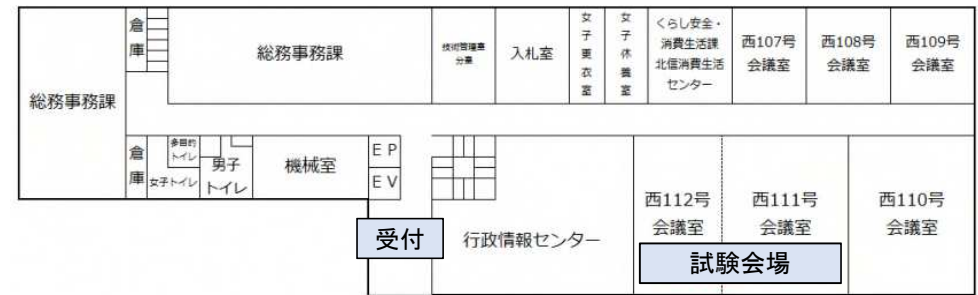 総務事務課
倉庫
総務事務課
技術管理室
分室
入札室
女子更衣室
女子休養室
くらし安全・
消費生活課
北信消費生活
センター
西107号
会議室
西108号
会議室
西109号
会議室
倉庫
多目的
トイレ
女子トイレ
男子
トイレ
機械室
EP
EV
受付
行政情報センター
西112号
会議室
西111号
会議室
西110号
会議室
試験会場